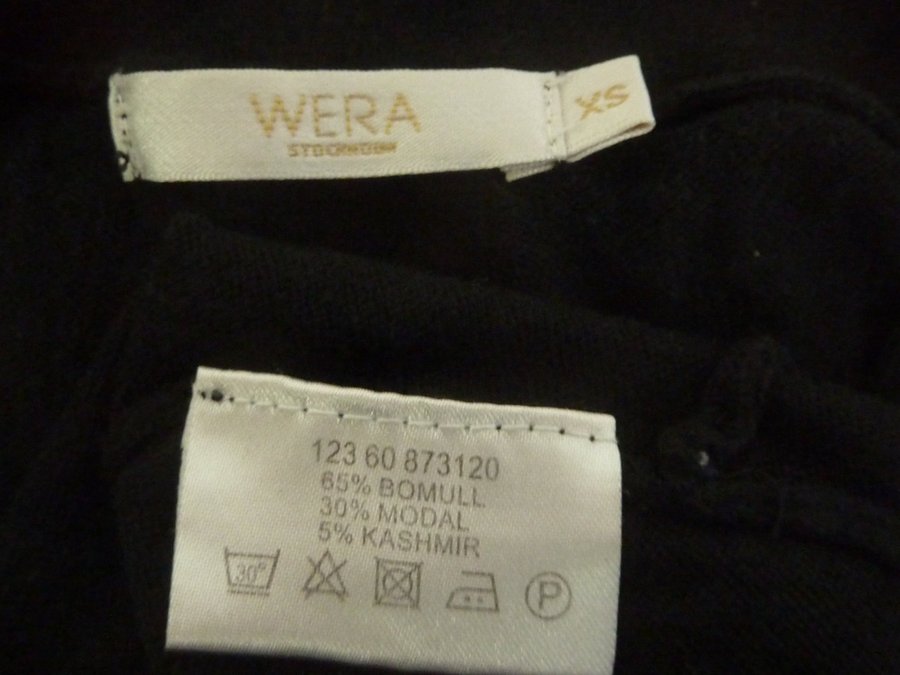 WERA
STOCKHOLM
XS
123 60 873120
65% BOMULL
30% MODAL
5% KASHMIR
30°
P